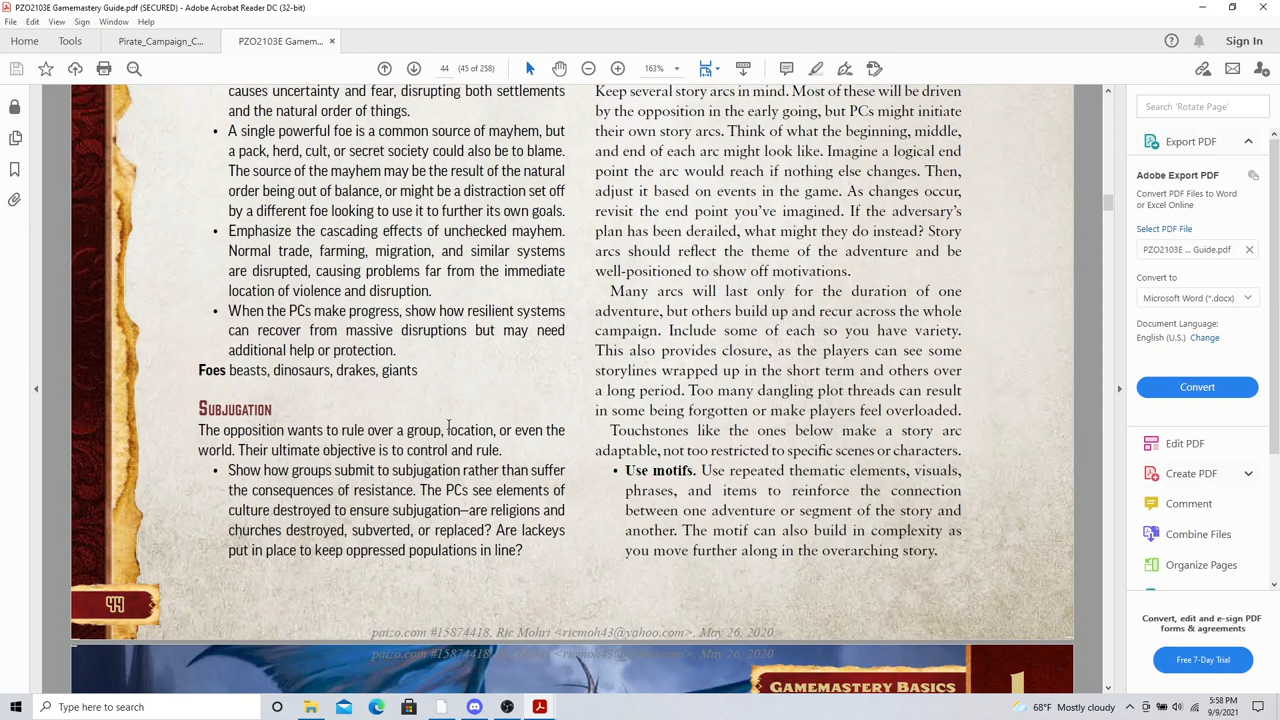 PZO2103E Gamemastery Guide.pdf (SECURED) - Adobe Acrobat Reader DC (32-bit)
File Edit View Sign Window Help
Home Tools Pirate_Campaign_C... PZO2103E Gamem... × Sign In
44 (45 of 258) 163%
causes uncertainty and fear, disrupting both settlements
and the natural order of things.
• A single powerful foe is a common source of mayhem, but
a pack, herd, cult, or secret society could also be to blame.
The source of the mayhem may be the result of the natural
order being out of balance, or might be a distraction set off
by a different foe looking to use it to further its own goals.
• Emphasize the cascading effects of unchecked mayhem.
Normal trade, farming, migration, and similar systems
are disrupted, causing problems far from the immediate
location of violence and disruption.
• When the PCs make progress, show how resilient systems
can recover from massive disruptions but may need
additional help or protection.
Foes beasts, dinosaurs, drakes, giants
SUBJUGATION
The opposition wants to rule over a group, location, or even the
world. Their ultimate objective is to control and rule.
• Show how groups submit to subjugation rather than suffer
the consequences of resistance. The PCs see elements of
culture destroyed to ensure subjugation—are religions and
churches destroyed, subverted, or replaced? Are lackeys
put in place to keep oppressed populations in line?
44
Keep several story arcs in mind. Most of these will be driven
by the opposition in the early going, but PCs might initiate
their own story arcs. Think of what the beginning, middle,
and end of each arc might look like. Imagine a logical end
point the arc would reach if nothing else changes. Then,
adjust it based on events in the game. As changes occur,
revisit the end point you've imagined. If the adversary's
plan has been derailed, what might they do instead? Story
arcs should reflect the theme of the adventure and be
well-positioned to show off motivations.
Many arcs will last only for the duration of one
adventure, but others build up and recur across the whole
campaign. Include some of each so you have variety.
This also provides closure, as the players can see some
storylines wrapped up in the short term and others over
a long period. Too many dangling plot threads can result
in some being forgotten or make players feel overloaded.
Touchstones like the ones below make a story arc
adaptable, not too restricted to specific scenes or characters.
• Use motifs. Use repeated thematic elements, visuals,
phrases, and items to reinforce the connection
between one adventure or segment of the story and
another. The motif can also build in complexity as
you move further along in the overarching story.
paizo.com #15874418, Ric Mohri <ricmoh43@yahoo.com>, May 26, 2020
paizo.com #15874418, Ric Mohri <ricmoh43@yahoo.com>, May 26, 2020
GAMEMASTERY BASICS
1
Search 'Rotate Page'
Export PDF
Adobe Export PDF
Convert PDF Files to Word
or Excel Online
Select PDF File
PZO2103E ... Guide.pdf
Convert to
Microsoft Word (*.docx)
Document Language:
English (U.S.) Change
Convert
Edit PDF
Create PDF
Comment
Combine Files
Organize Pages
Convert, edit and e-sign PDF
forms & agreements
Free 7-Day Trial
Type here to search
68°F Mostly cloudy
5:58 PM
9/9/2021